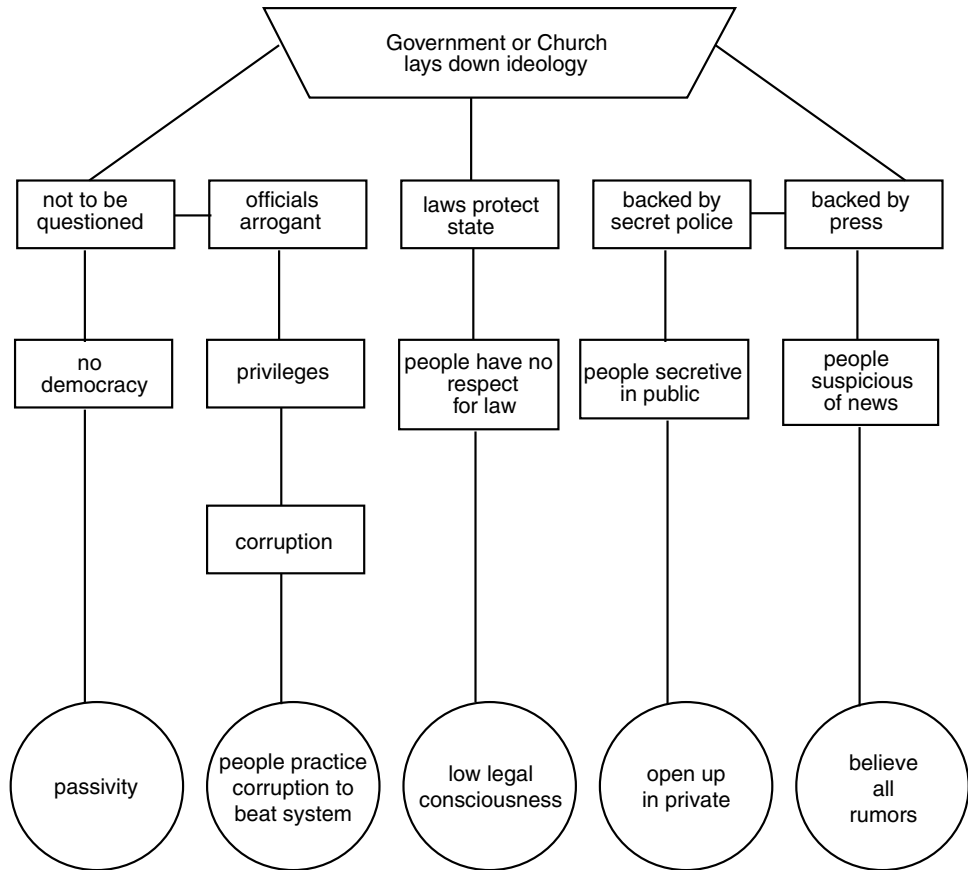 Government or Church
lays down ideology
not to be
questioned
officials
arrogant
laws protect
state
backed by
secret police
backed by
press
no
democracy
privileges
people have no
respect
for law
people secretive
in public
people
suspicious
of news
corruption
passivity
people practice
corruption to
beat system
low legal
consciousness
open up
in private
believe
all
rumors